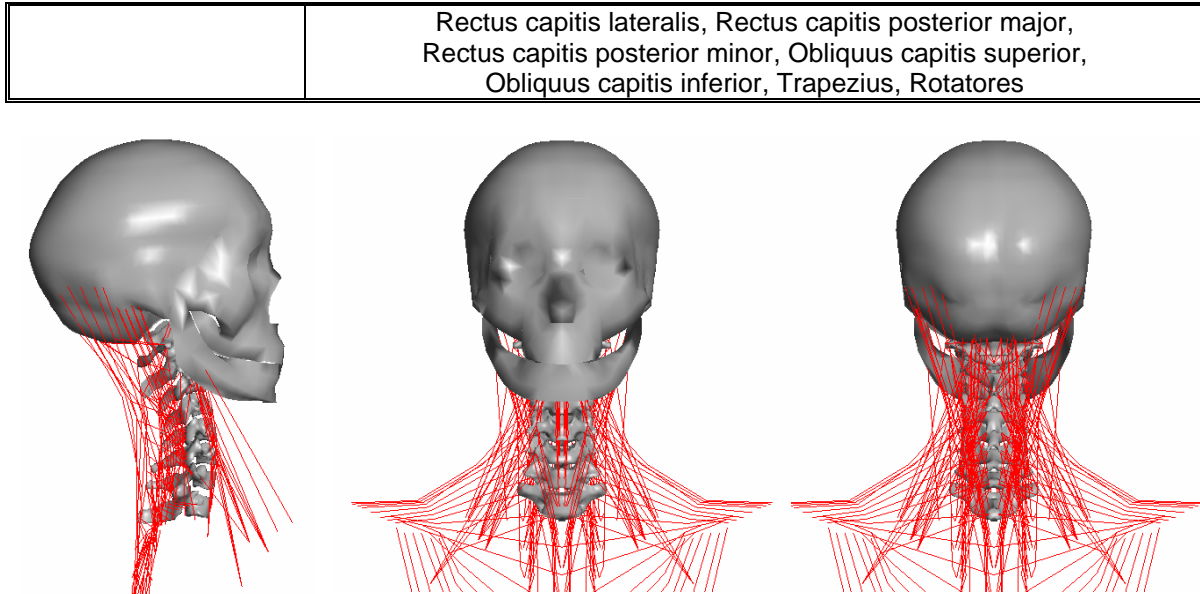 Rectus capitis lateralis, Rectus capitis posterior major,
Rectus capitis posterior minor, Obliquus capitis superior,
Obliquus capitis inferior, Trapezius, Rotatores